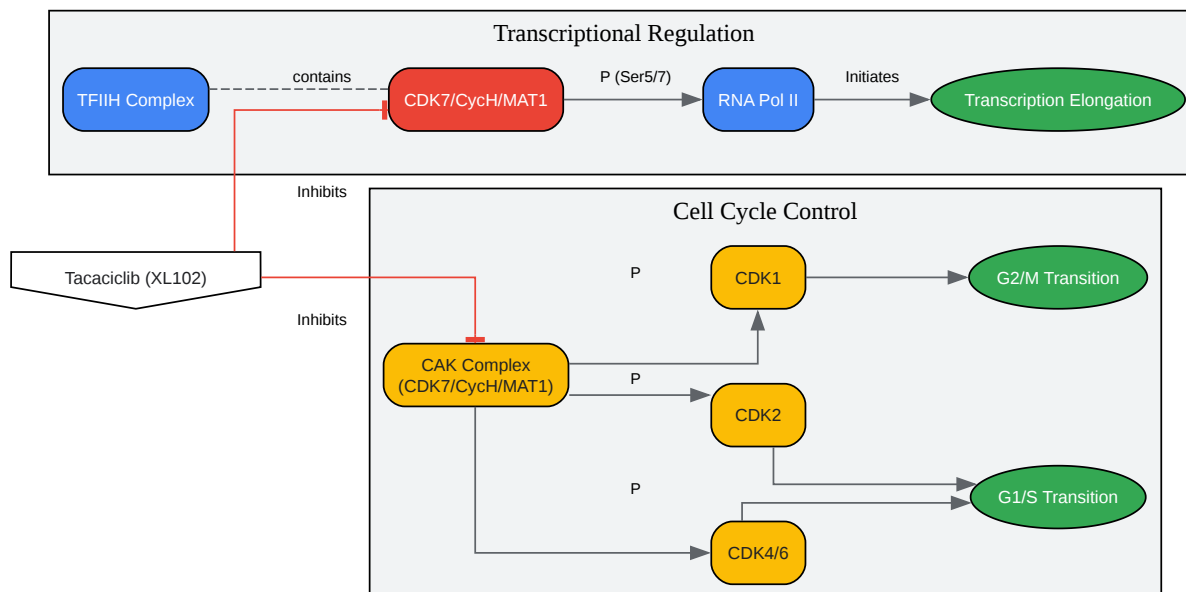 Transcriptional Regulation
TFIIH Complex
contains
CDK7/CycH/MAT1
P (Ser5/7)
RNA Pol II
Initiates
Transcription Elongation
Inhibits
Cell Cycle Control
Tacaciclib (XL102)
P
CDK1
G2/M Transition
Inhibits
CAK Complex
(CDK7/CycH/MAT1)
P
CDK2
P
G1/S Transition
CDK4/6